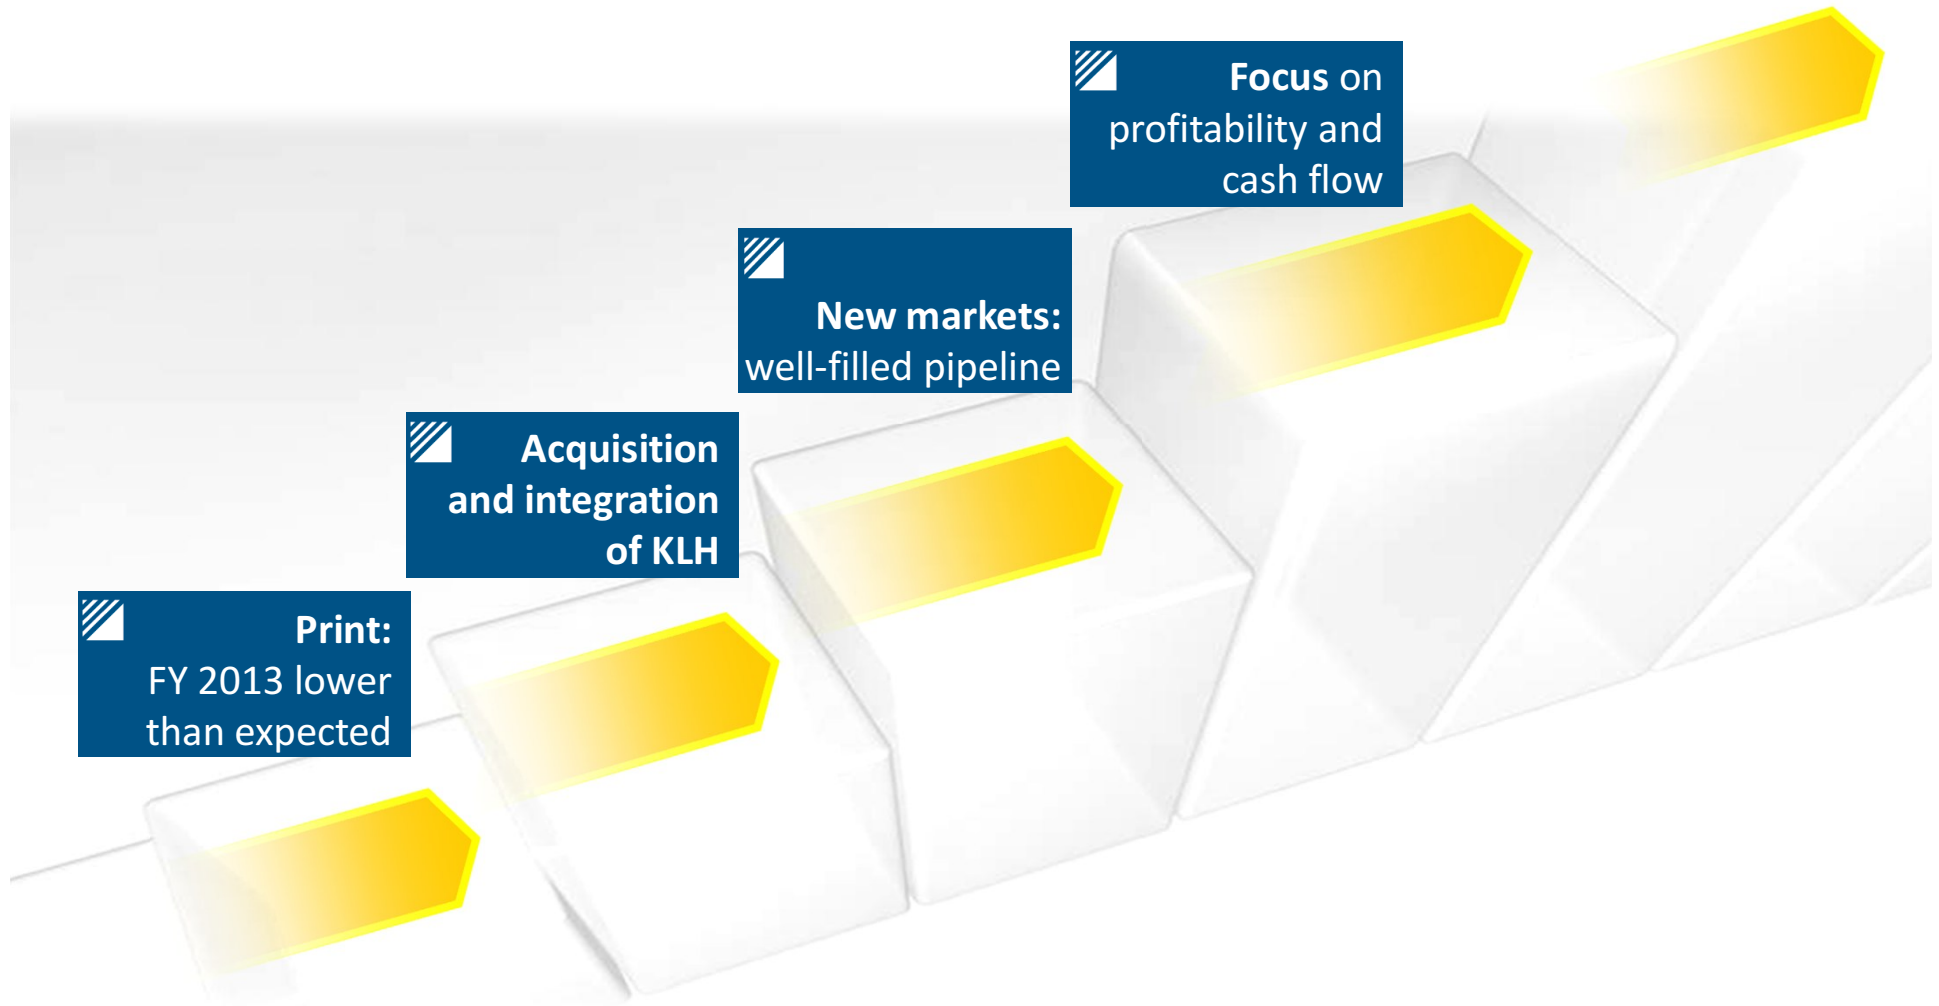 Focus on
profitability and
cash flow
New markets:
well-filled pipeline
Acquisition
and integration
of KLH
Print:
FY 2013 lower
than expected